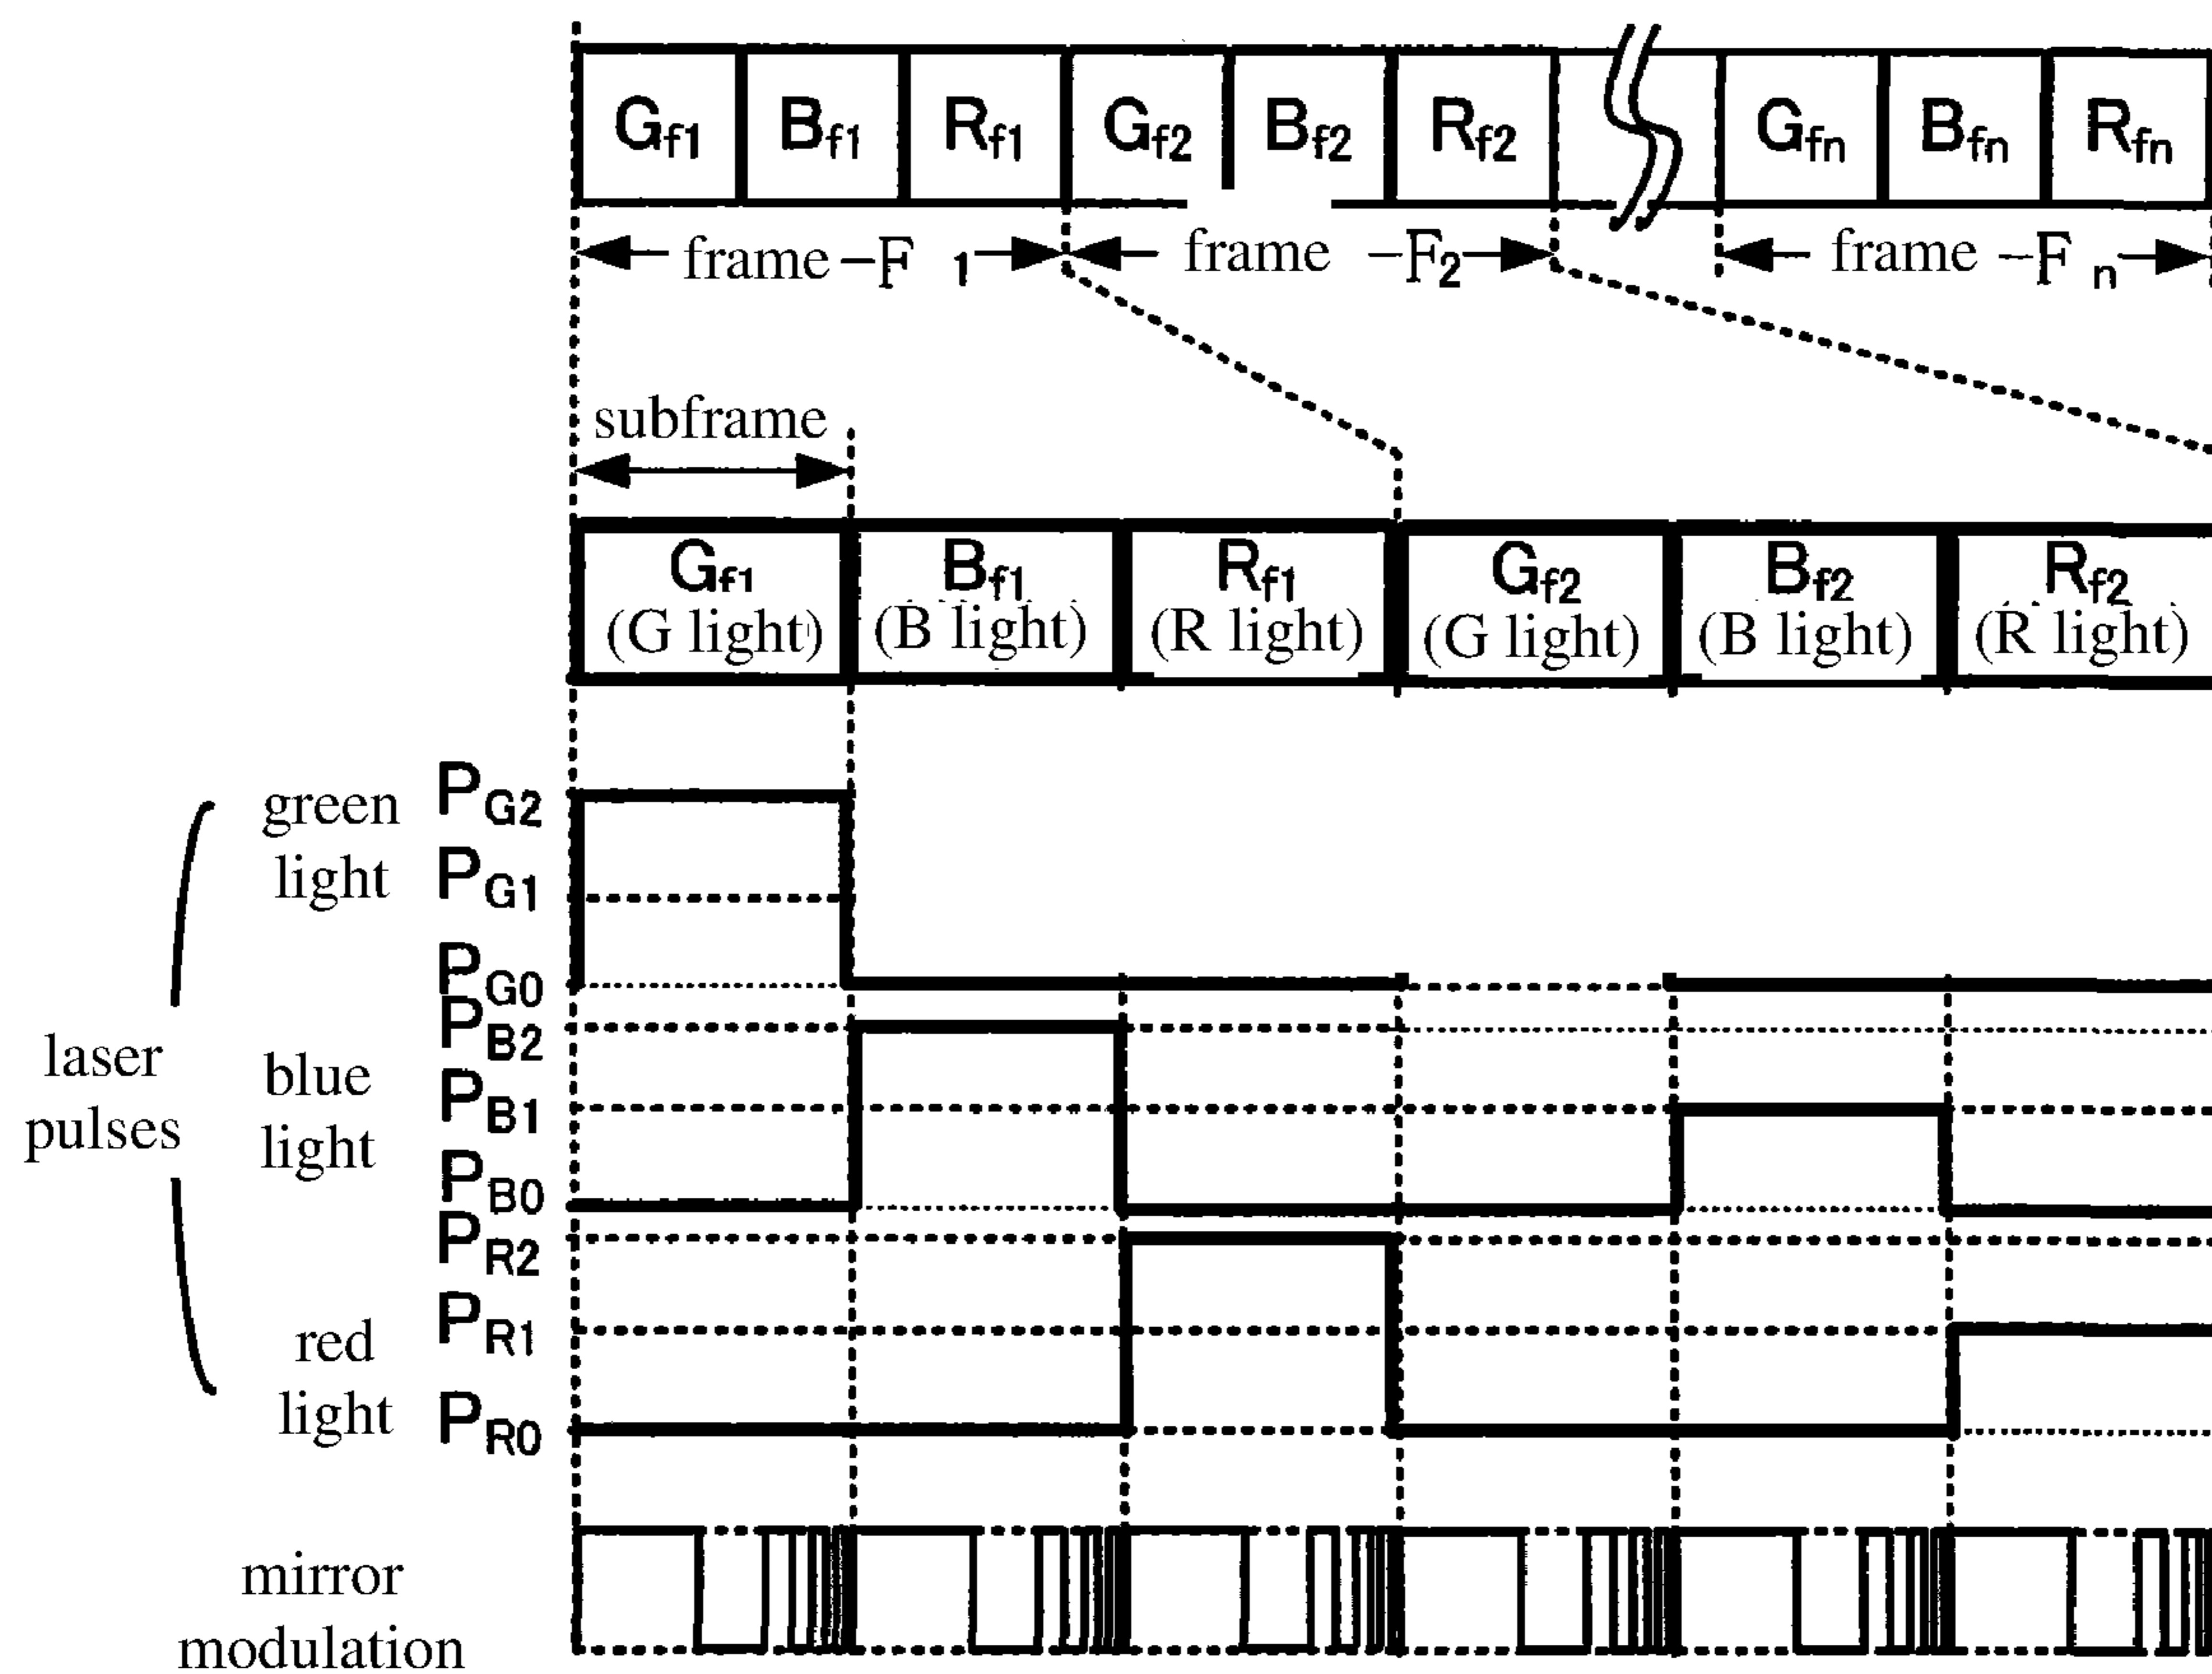 Gf1 Bf1 Rf1 Gf2 Bf2 Rf2 Gfn Bfn Rfn
frame -F 1 frame -F2 frame -F n
subframe
Gf1 Bf1 Rf1 Gf2 Bf2 Rf2
(G light) (B light) (R light) (G light) (B light) (R light)
green light
PG2
PG1
PG0
laser pulses
blue light
PB2
PB1
PB0
red light
PR2
PR1
PR0
mirror
modulation